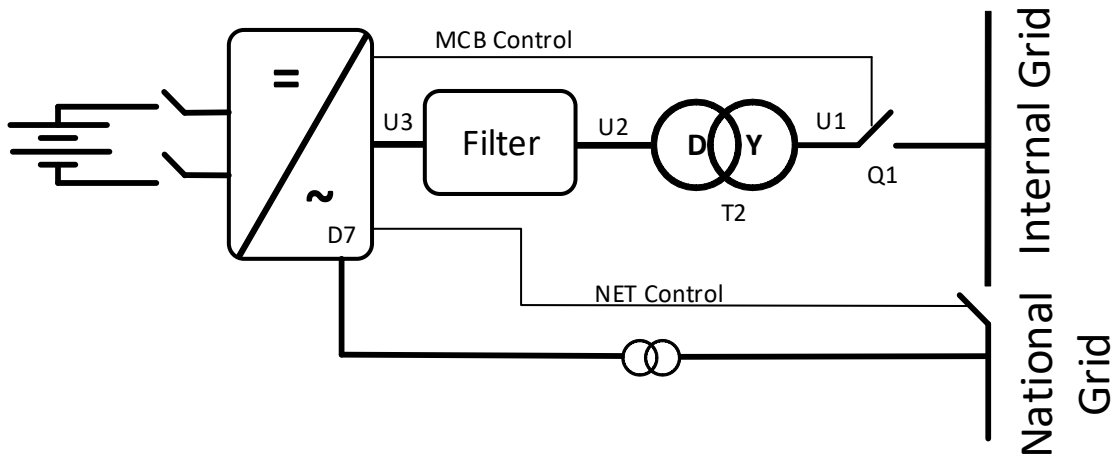 MCB Control
=
U3
Filter
U2
D
Y
U1
Q1
T2
~
D7
NET Control
Internal Grid
National
Grid